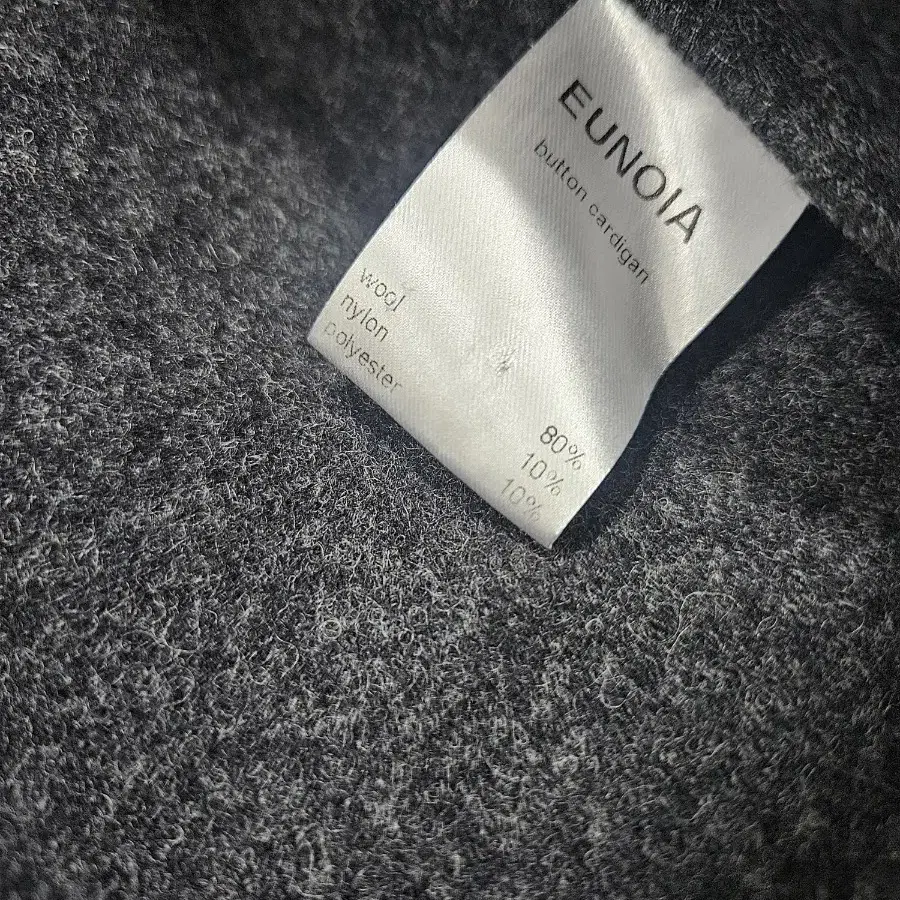 EUNOIA
button cardigan
wool 80%
nylon 10%
polyester 10%